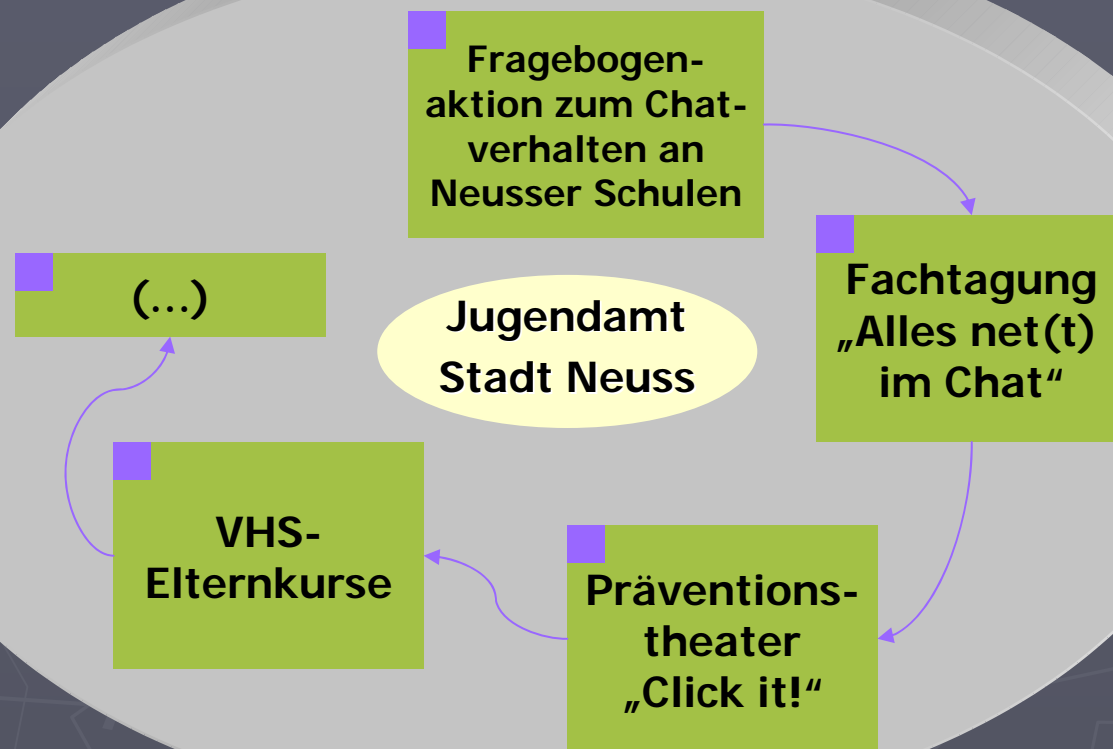 Fragebogen-
aktion zum Chat-
verhalten an
Neusser Schulen
Fachtagung
„Alles net(t)
im Chat“
(…)
Jugendamt
Stadt Neuss
VHS-
Elternkurse
Präventions-
theater
„Click it!“